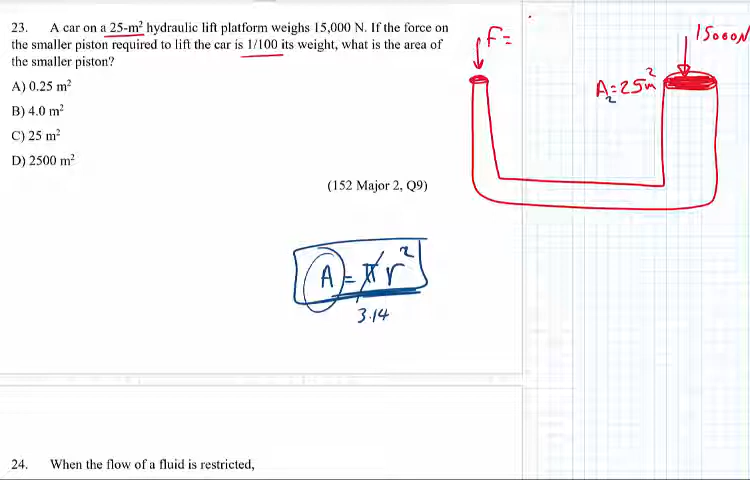 23. A car on a 25-m² hydraulic lift platform weighs 15,000 N. If the force on
the smaller piston required to lift the car is 1/100 its weight, what is the area of
the smaller piston?
A) 0.25 m²
B) 4.0 m²
C) 25 m²
D) 2500 m²
(152 Major 2, Q9)
F=
15000N
A₂=25m²
A=πr²
3.14
24. When the flow of a fluid is restricted,